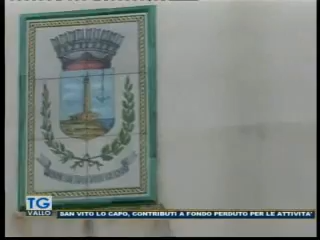 TG
VALLO
SAN VITO LO CAPO, CONTRIBUTI A FONDO PERDUTO PER LE ATTIVITA'